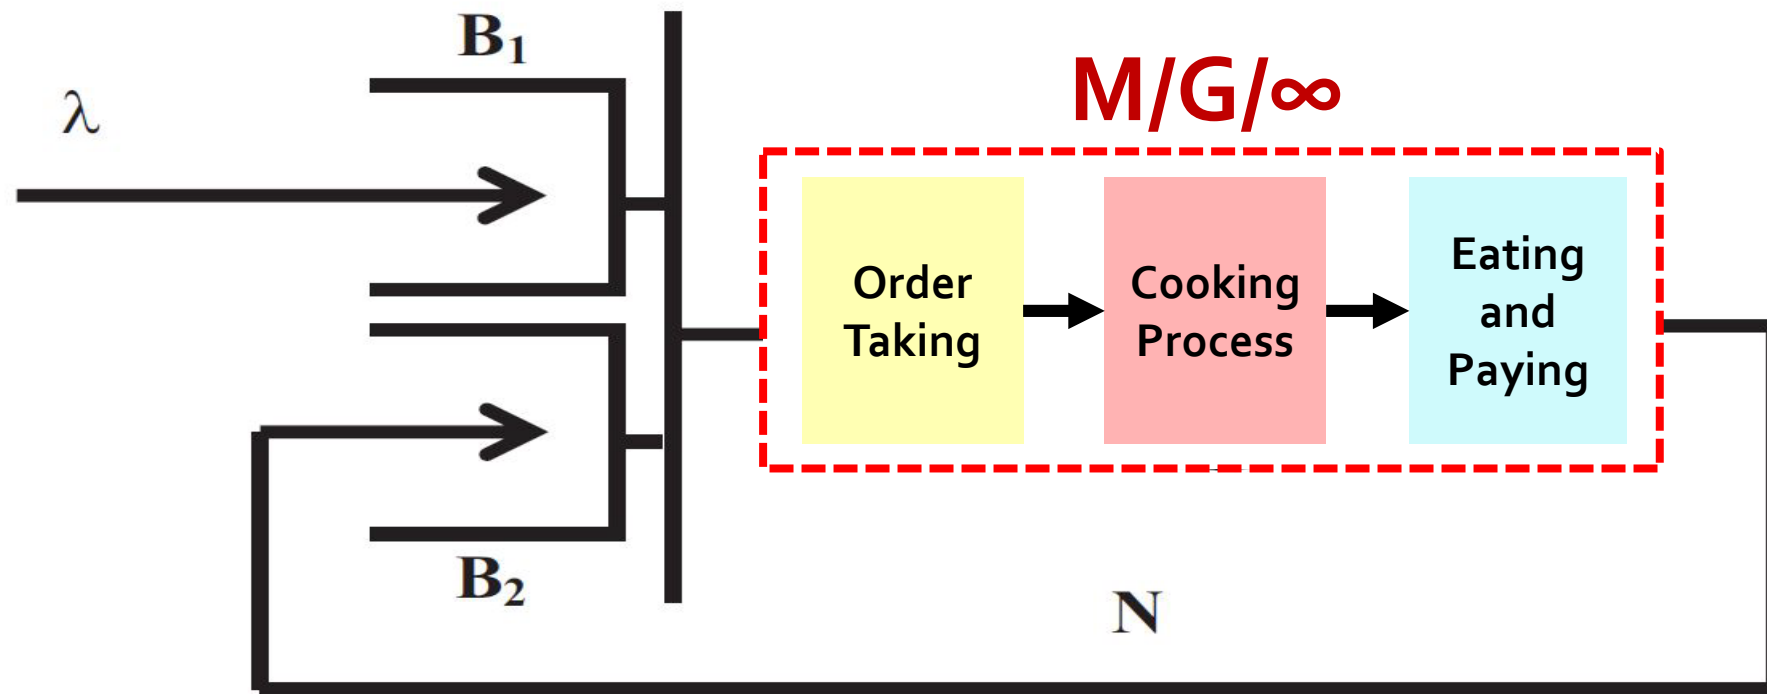 B₁
λ
M/G/∞
Order
Taking
Cooking
Process
Eating
and
Paying
B₂
N